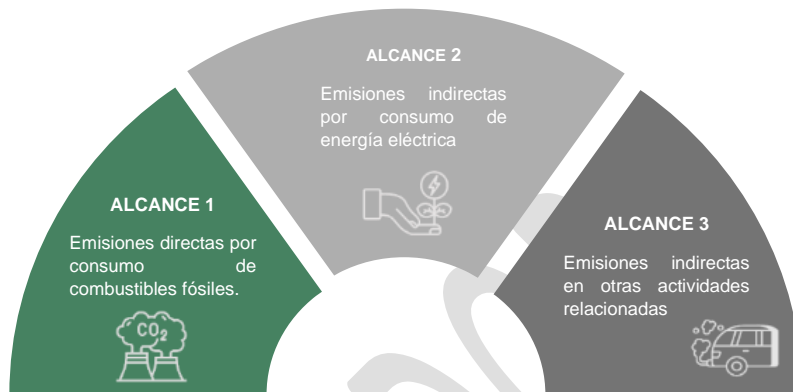 ALCANCE 1
Emisiones directas por
consumo de
combustibles fósiles.
CO2
ALCANCE 2
Emisiones indirectas
por consumo de
energía eléctrica
ALCANCE 3
Emisiones indirectas
en otras actividades
relacionadas